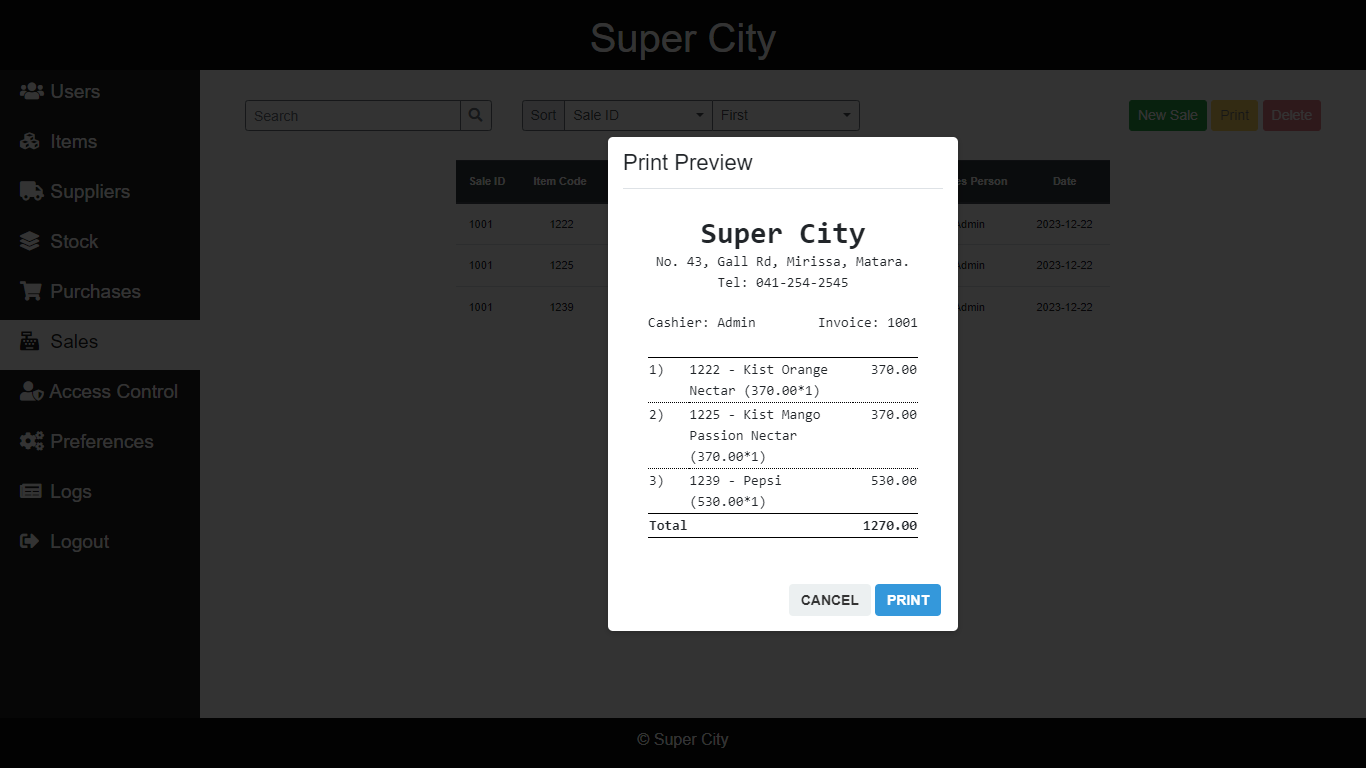 Super City
Users
Items
Suppliers
Stock
Purchases
Sales
Access Control
Preferences
Logs
Logout
Search
Sort Sale ID First
New Sale Print Delete
Sale ID Item Code Person Date
1001 1222 2023-12-22
1001 1225 2023-12-22
1001 1239 2023-12-22
Print Preview
Super City
No. 43, Gall Rd, Mirissa, Matara.
Tel: 041-254-2545
Cashier: Admin Invoice: 1001
1) 1222 - Kist Orange 370.00
Nectar (370.00*1)
2) 1225 - Kist Mango 370.00
Passion Nectar
(370.00*1)
3) 1239 - Pepsi 530.00
(530.00*1)
Total 1270.00
CANCEL PRINT
© Super City